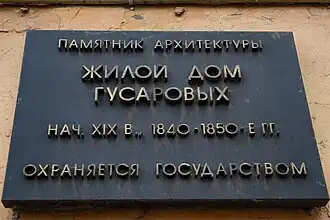 ПАМЯТНИК АРХИТЕКТУРЫ
ЖИЛОЙ ДОМ
ГУСАРОВЫХ
НАЧ. XIX В., 1840-1850-Е ГГ.
ОХРАНЯЕТСЯ ГОСУДАРСТВОМ